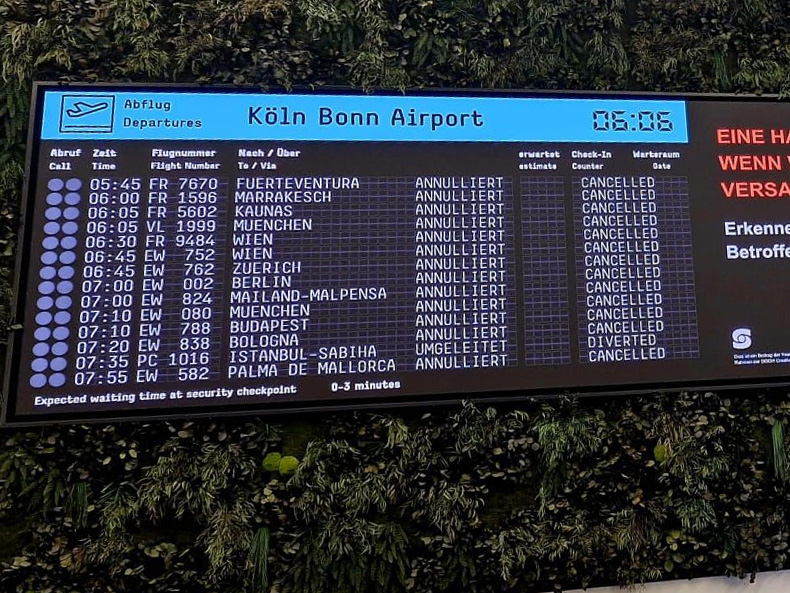 Abflug
Departures
Köln Bonn Airport
06:06
Abruf Zeit Flugnummer Nach / Über erwartet Check-In Warteraum
Call Time Flight Number To / Via estimate Counter Gate
05:45 FR 7670 FUERTEVENTURA ANNULLIERT CANCELLED
06:00 FR 1596 MARRAKESCH ANNULLIERT CANCELLED
06:05 FR 5602 KAUNAS ANNULLIERT CANCELLED
06:05 VL 1999 MUENCHEN ANNULLIERT CANCELLED
06:30 FR 9484 WIEN ANNULLIERT CANCELLED
06:45 EW 752 WIEN ANNULLIERT CANCELLED
06:45 EW 762 ZUERICH ANNULLIERT CANCELLED
07:00 EW 002 BERLIN ANNULLIERT CANCELLED
07:00 EW 824 MAILAND-MALPENSA ANNULLIERT CANCELLED
07:10 EW 080 MUENCHEN ANNULLIERT CANCELLED
07:10 EW 788 BUDAPEST ANNULLIERT CANCELLED
07:20 EW 838 BOLOGNA ANNULLIERT CANCELLED
07:35 PC 1016 ISTANBUL-SABIHA UMGELEITET DIVERTED
07:55 EW 582 PALMA DE MALLORCA ANNULLIERT CANCELLED
Expected waiting time at security checkpoint 0-3 minutes
EINE HA
WENN
VERSA
Erkenne
Betroffe